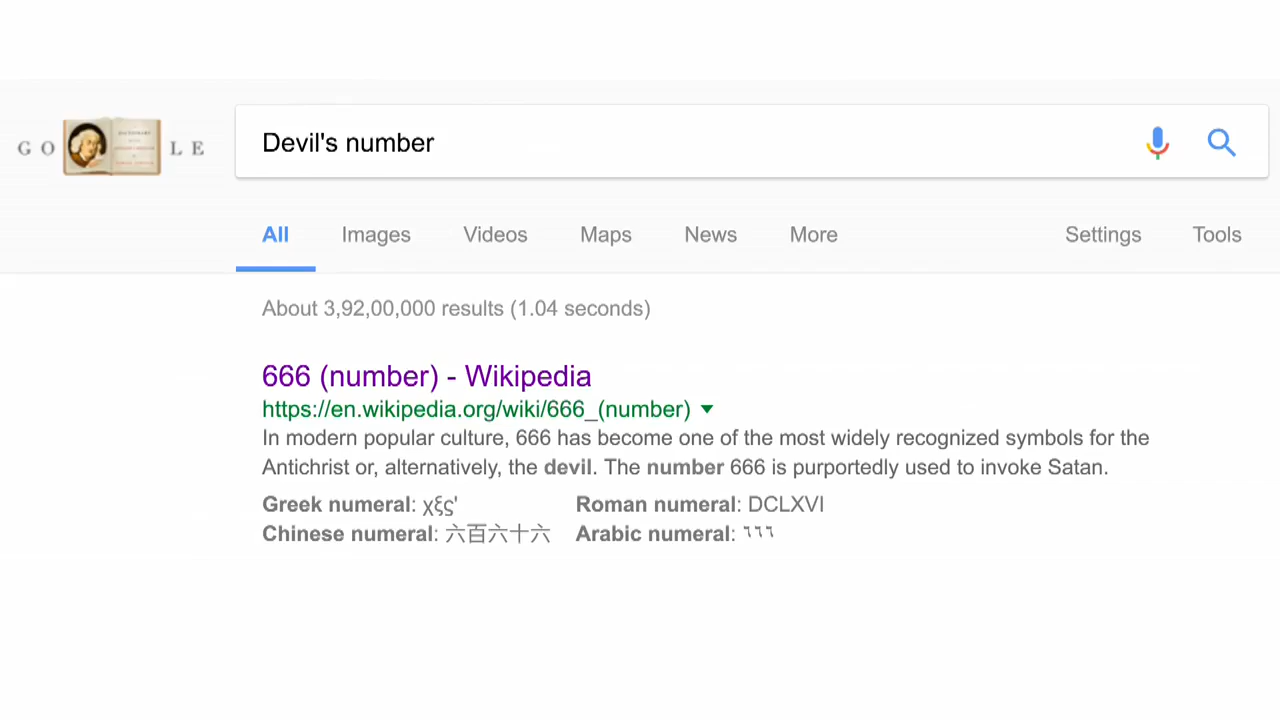 GO LE
Devil's number
All Images Videos Maps News More Settings Tools
About 3,92,00,000 results (1.04 seconds)
666 (number) - Wikipedia
https://en.wikipedia.org/wiki/666_(number)
In modern popular culture, 666 has become one of the most widely recognized symbols for the
Antichrist or, alternatively, the devil. The number 666 is purportedly used to invoke Satan.
Greek numeral: χξϛ' Roman numeral: DCLXVI
Chinese numeral: 六百六十六 Arabic numeral: ٦٦٦